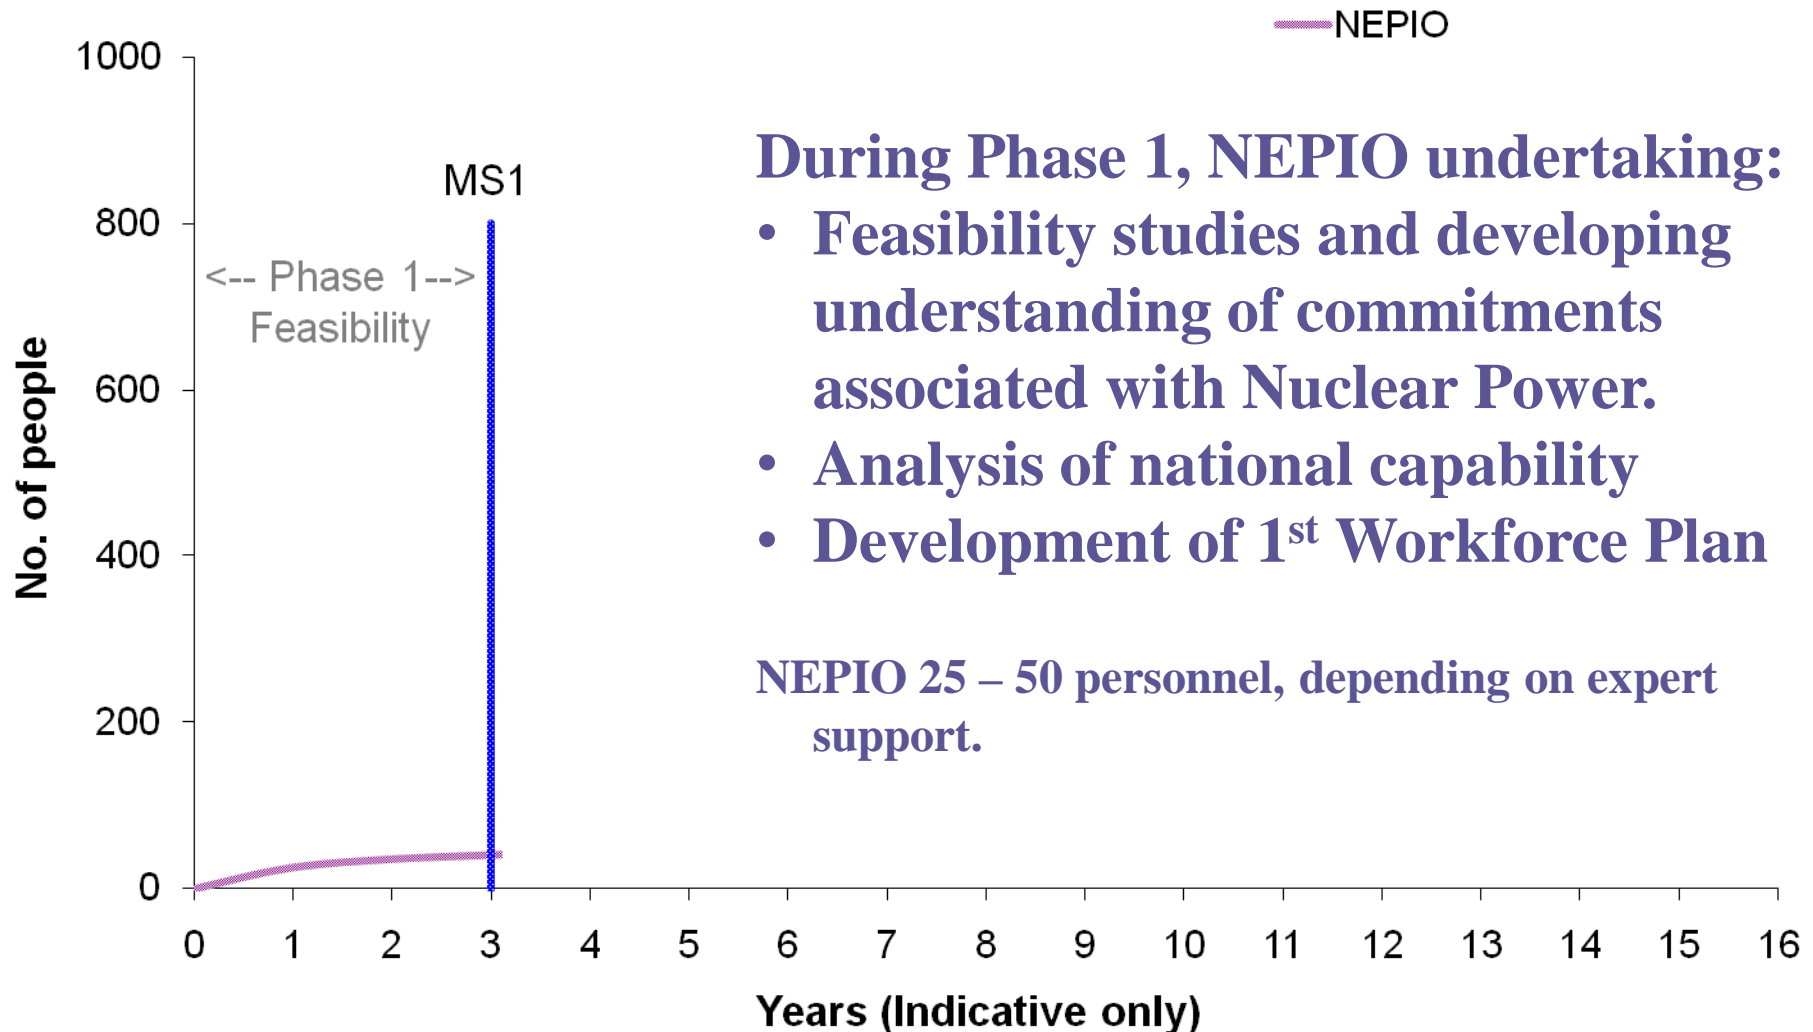 NEPIO
1000
800
600
400
200
0
No. of people
MS1
<-- Phase 1-->
Feasibility
During Phase 1, NEPIO undertaking:
• Feasibility studies and developing
understanding of commitments
associated with Nuclear Power.
• Analysis of national capability
• Development of 1st Workforce Plan
NEPIO 25 – 50 personnel, depending on expert
support.
0 1 2 3 4 5 6 7 8 9 10 11 12 13 14 15 16
Years (Indicative only)